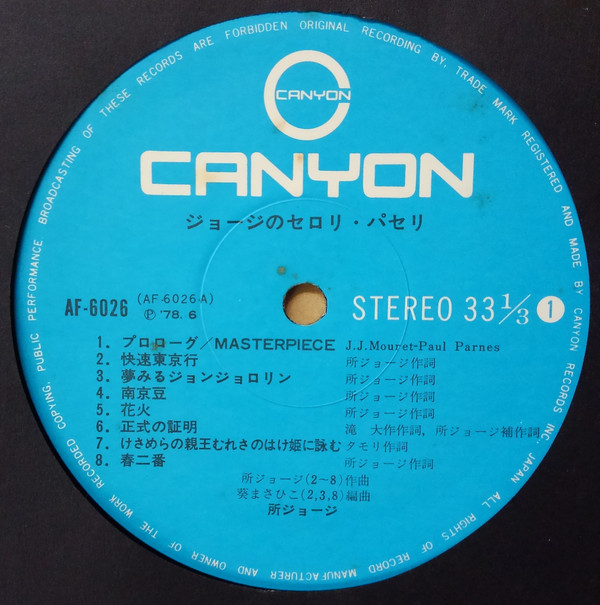 PUBLIC PERFORMANCE BROADCASTING OF THESE RECORDS ARE FORBIDDEN ORIGINAL RECORDING BY, TRADE MARK REGISTERED AND MADE BY CANYON RECORDS INC, JAPAN ALL RIGHTS OF RECORD MANUFACTURER AND OWNER OF THE WORK RECORDED COPYING.
CANYON
CANYON
ジョージのセロリ・パセリ
AF-6026 (AF-6026-A)
Ⓟ '78. 6
STEREO 33 1/3 1
1. プロローグ/MASTERPIECE J.J.Mouret-Paul Parnes
2. 快速東京行 所ジョージ作詞
3. 夢みるジョンジョロリン 所ジョージ作詞
4. 南京豆 所ジョージ作詞
5. 花火 所ジョージ作詞
6. 正式の証明 滝 大作作詞, 所ジョージ補作詞
7. けさめらの親王むれさのはけ姫に詠む タモリ作詞
8. 春二番 所ジョージ作詞
所ジョージ(2〜8)作曲
葵まさひこ(2,3,8)編曲
所ジョージ